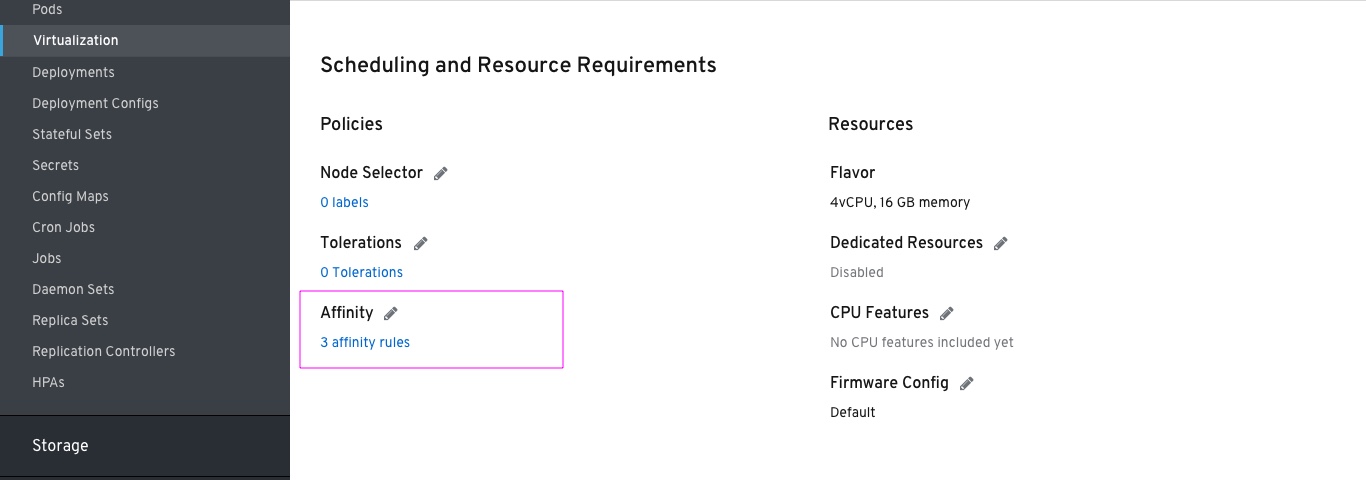 Pods
Virtualization
Deployments
Deployment Configs
Stateful Sets
Secrets
Config Maps
Cron Jobs
Jobs
Daemon Sets
Replica Sets
Replication Controllers
HPAs
Storage
Scheduling and Resource Requirements
Policies
Node Selector
0 labels
Tolerations
0 Tolerations
Affinity
3 affinity rules
Resources
Flavor
4vCPU, 16 GB memory
Dedicated Resources
Disabled
CPU Features
No CPU features included yet
Firmware Config
Default